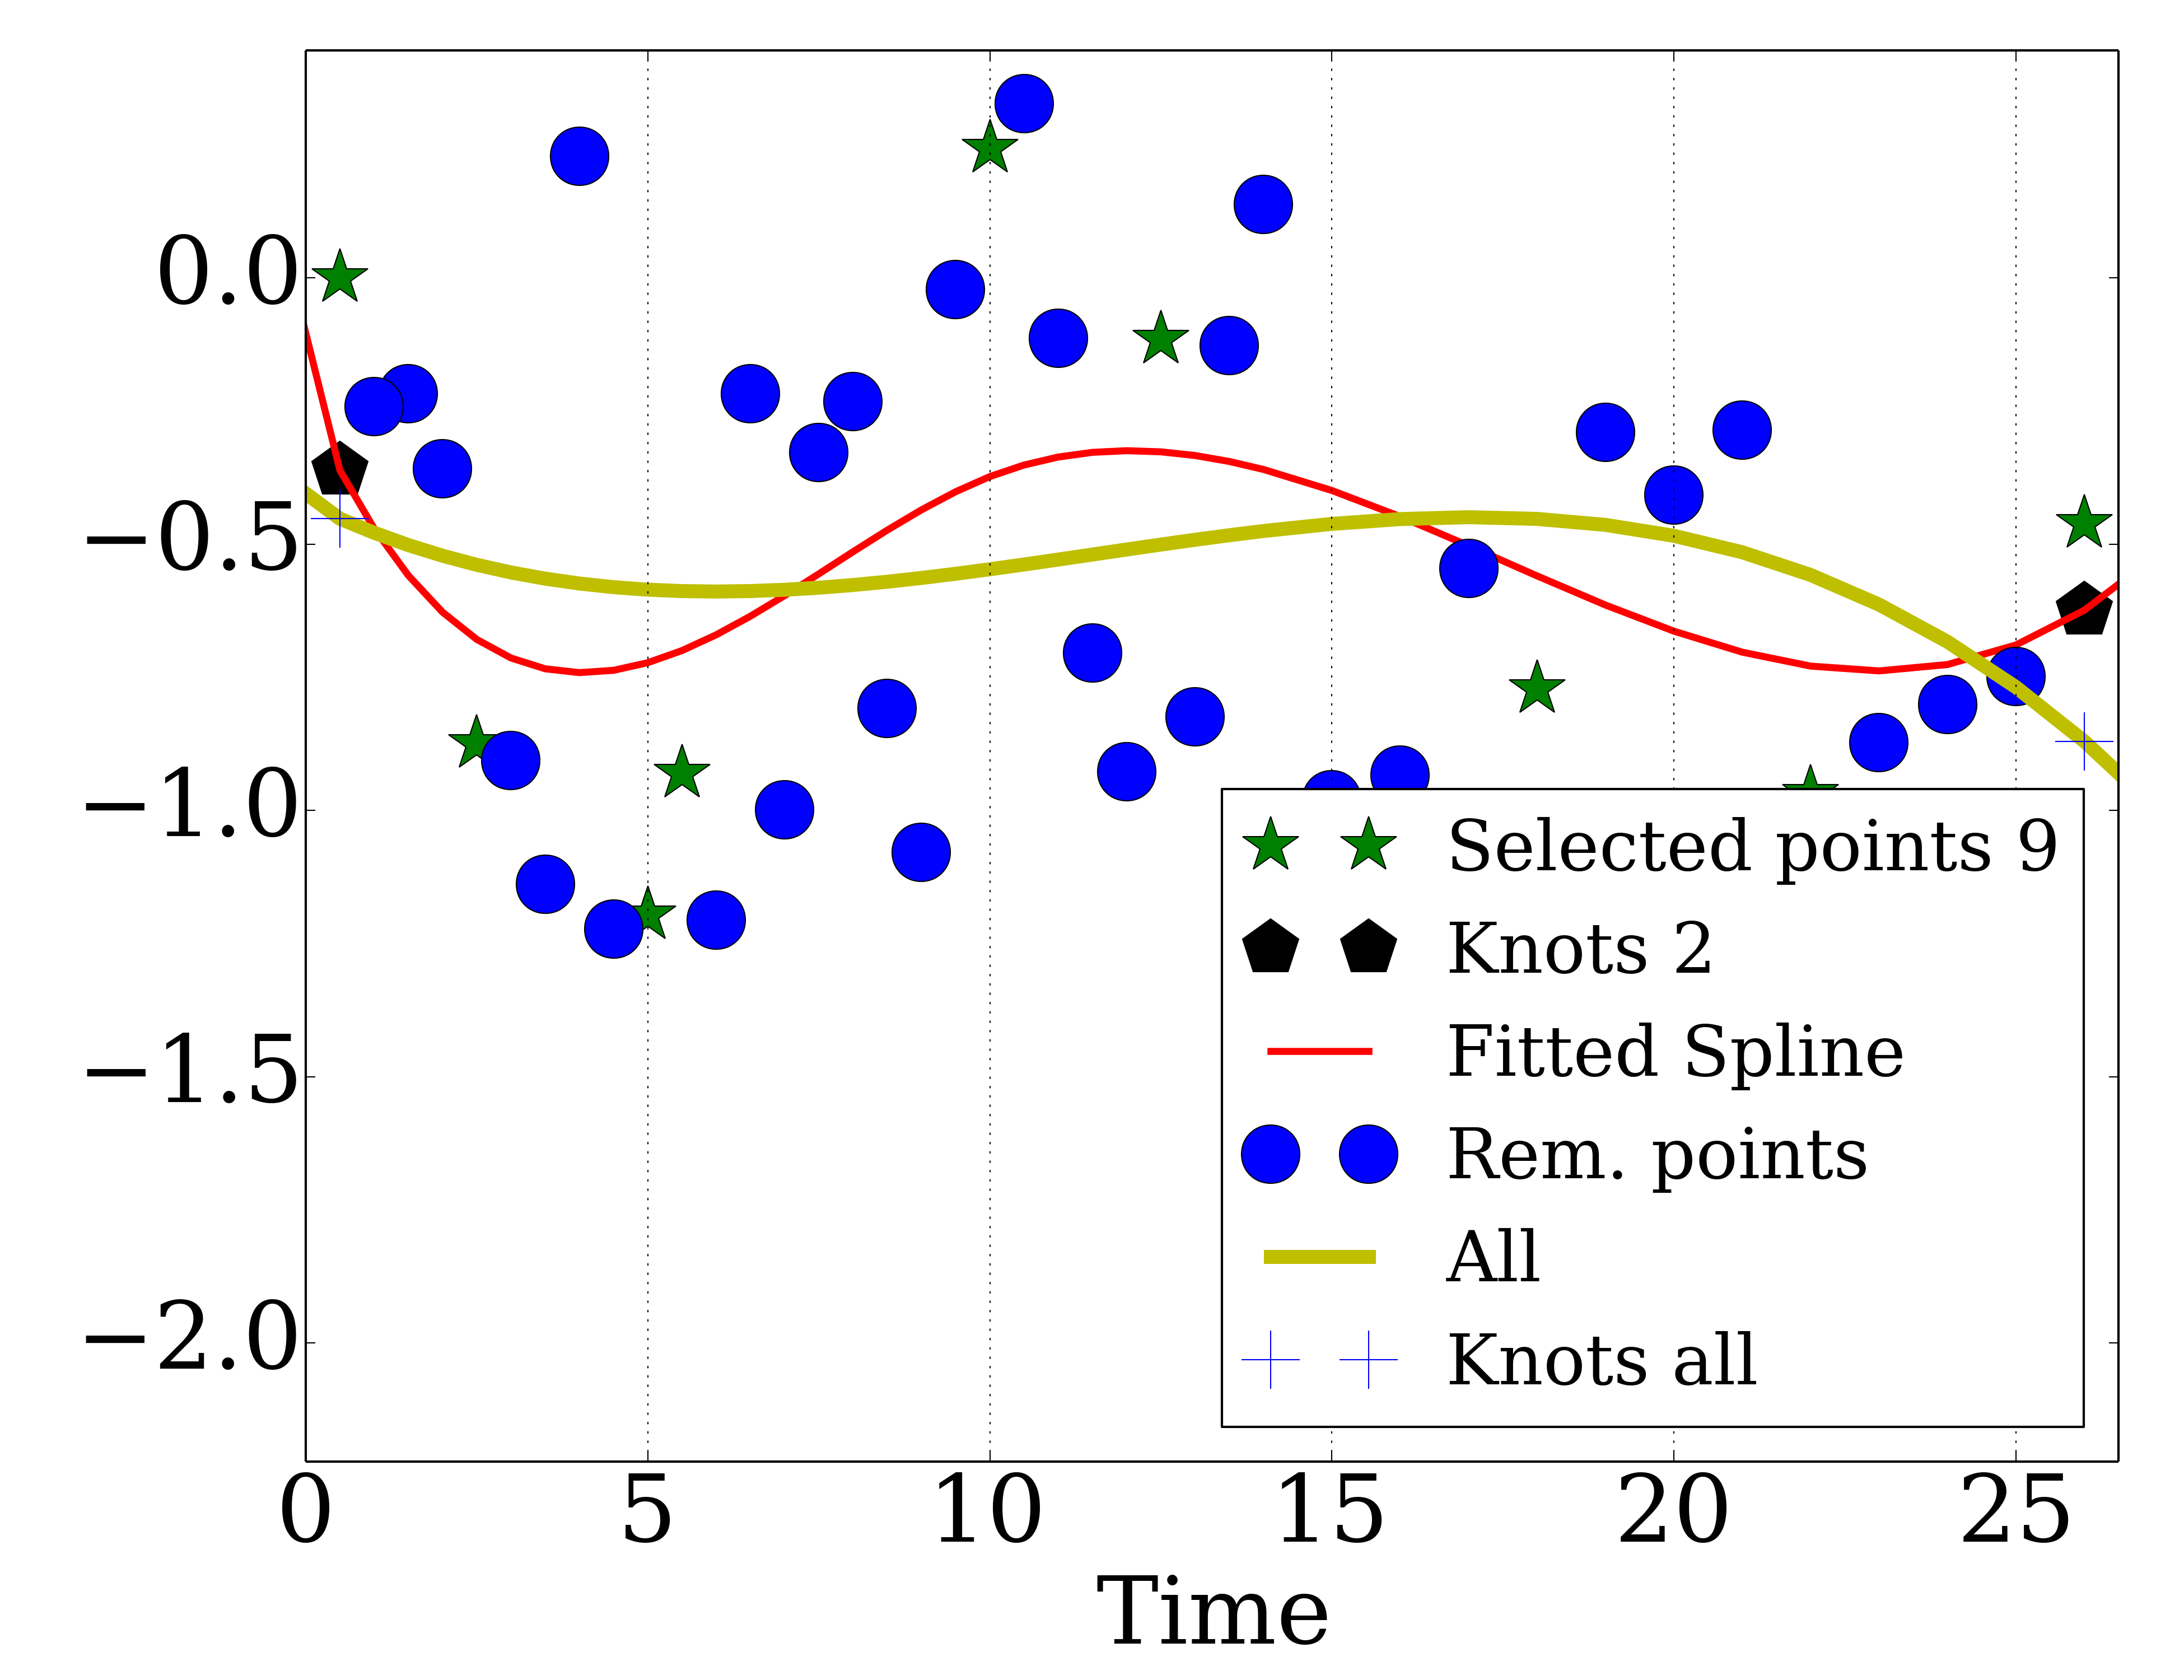 0.0
−0.5
−1.0
−1.5
−2.0
0 5 10 15 20 25
Time
Selected points 9
Knots 2
Fitted Spline
Rem. points
All
Knots all